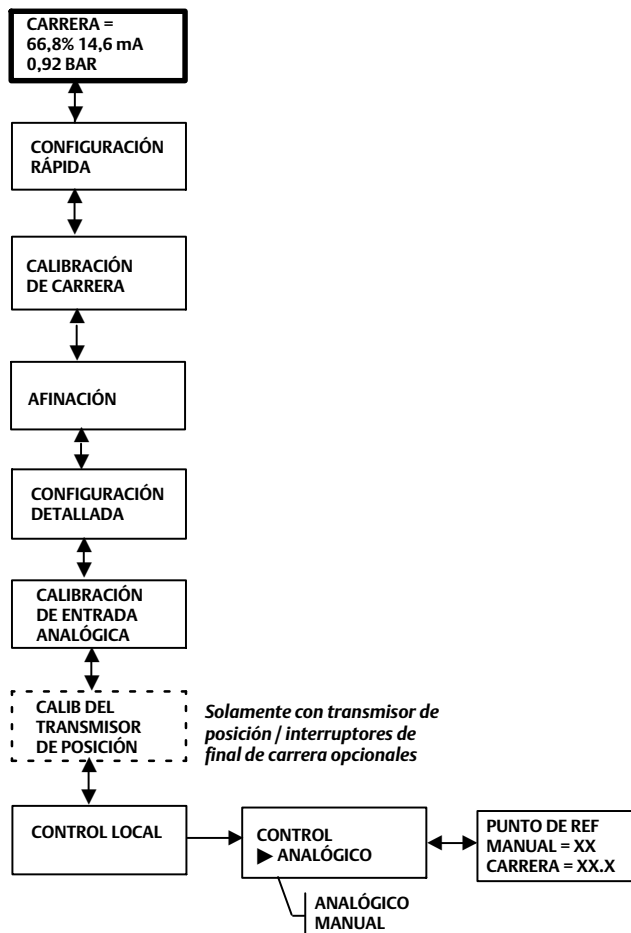 CARRERA =
66,8% 14,6 mA
0,92 BAR
CONFIGURACIÓN
RÁPIDA
CALIBRACIÓN
DE CARRERA
AFINACIÓN
CONFIGURACIÓN
DETALLADA
CALIBRACIÓN
DE ENTRADA
ANALÓGICA
CALIB DEL
TRANSMISOR
DE POSICIÓN
Solamente con transmisor de
posición / interruptores de
final de carrera opcionales
CONTROL LOCAL
CONTROL
▶ ANALÓGICO
ANALÓGICO
MANUAL
PUNTO DE REF
MANUAL = XX
CARRERA = XX.X